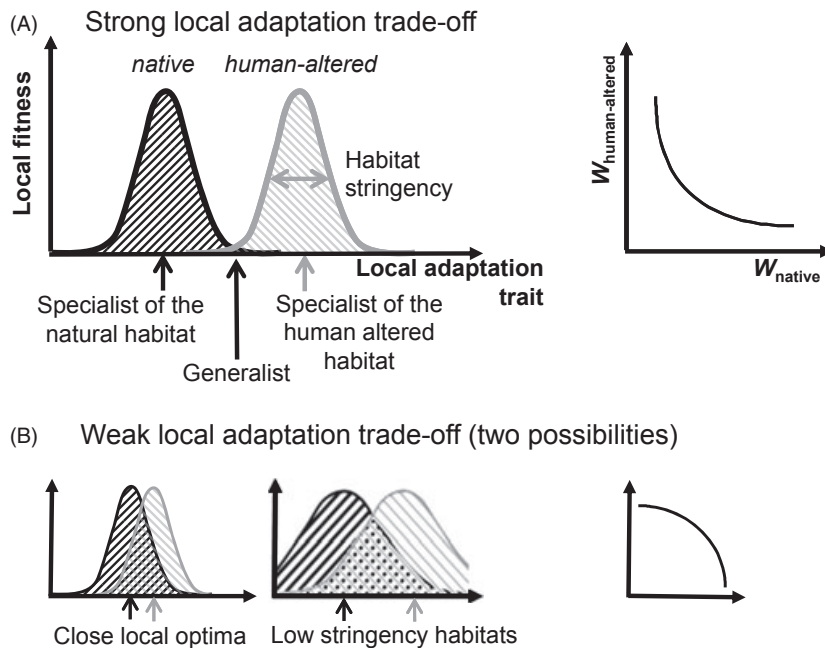 (A) Strong local adaptation trade-off
native human-altered
Local fitness
Habitat
stringency
Local adaptation
trait
Specialist of the
natural habitat
Specialist of the
human altered
habitat
Generalist
W human-altered
W native
(B) Weak local adaptation trade-off (two possibilities)
Close local optima
Low stringency habitats